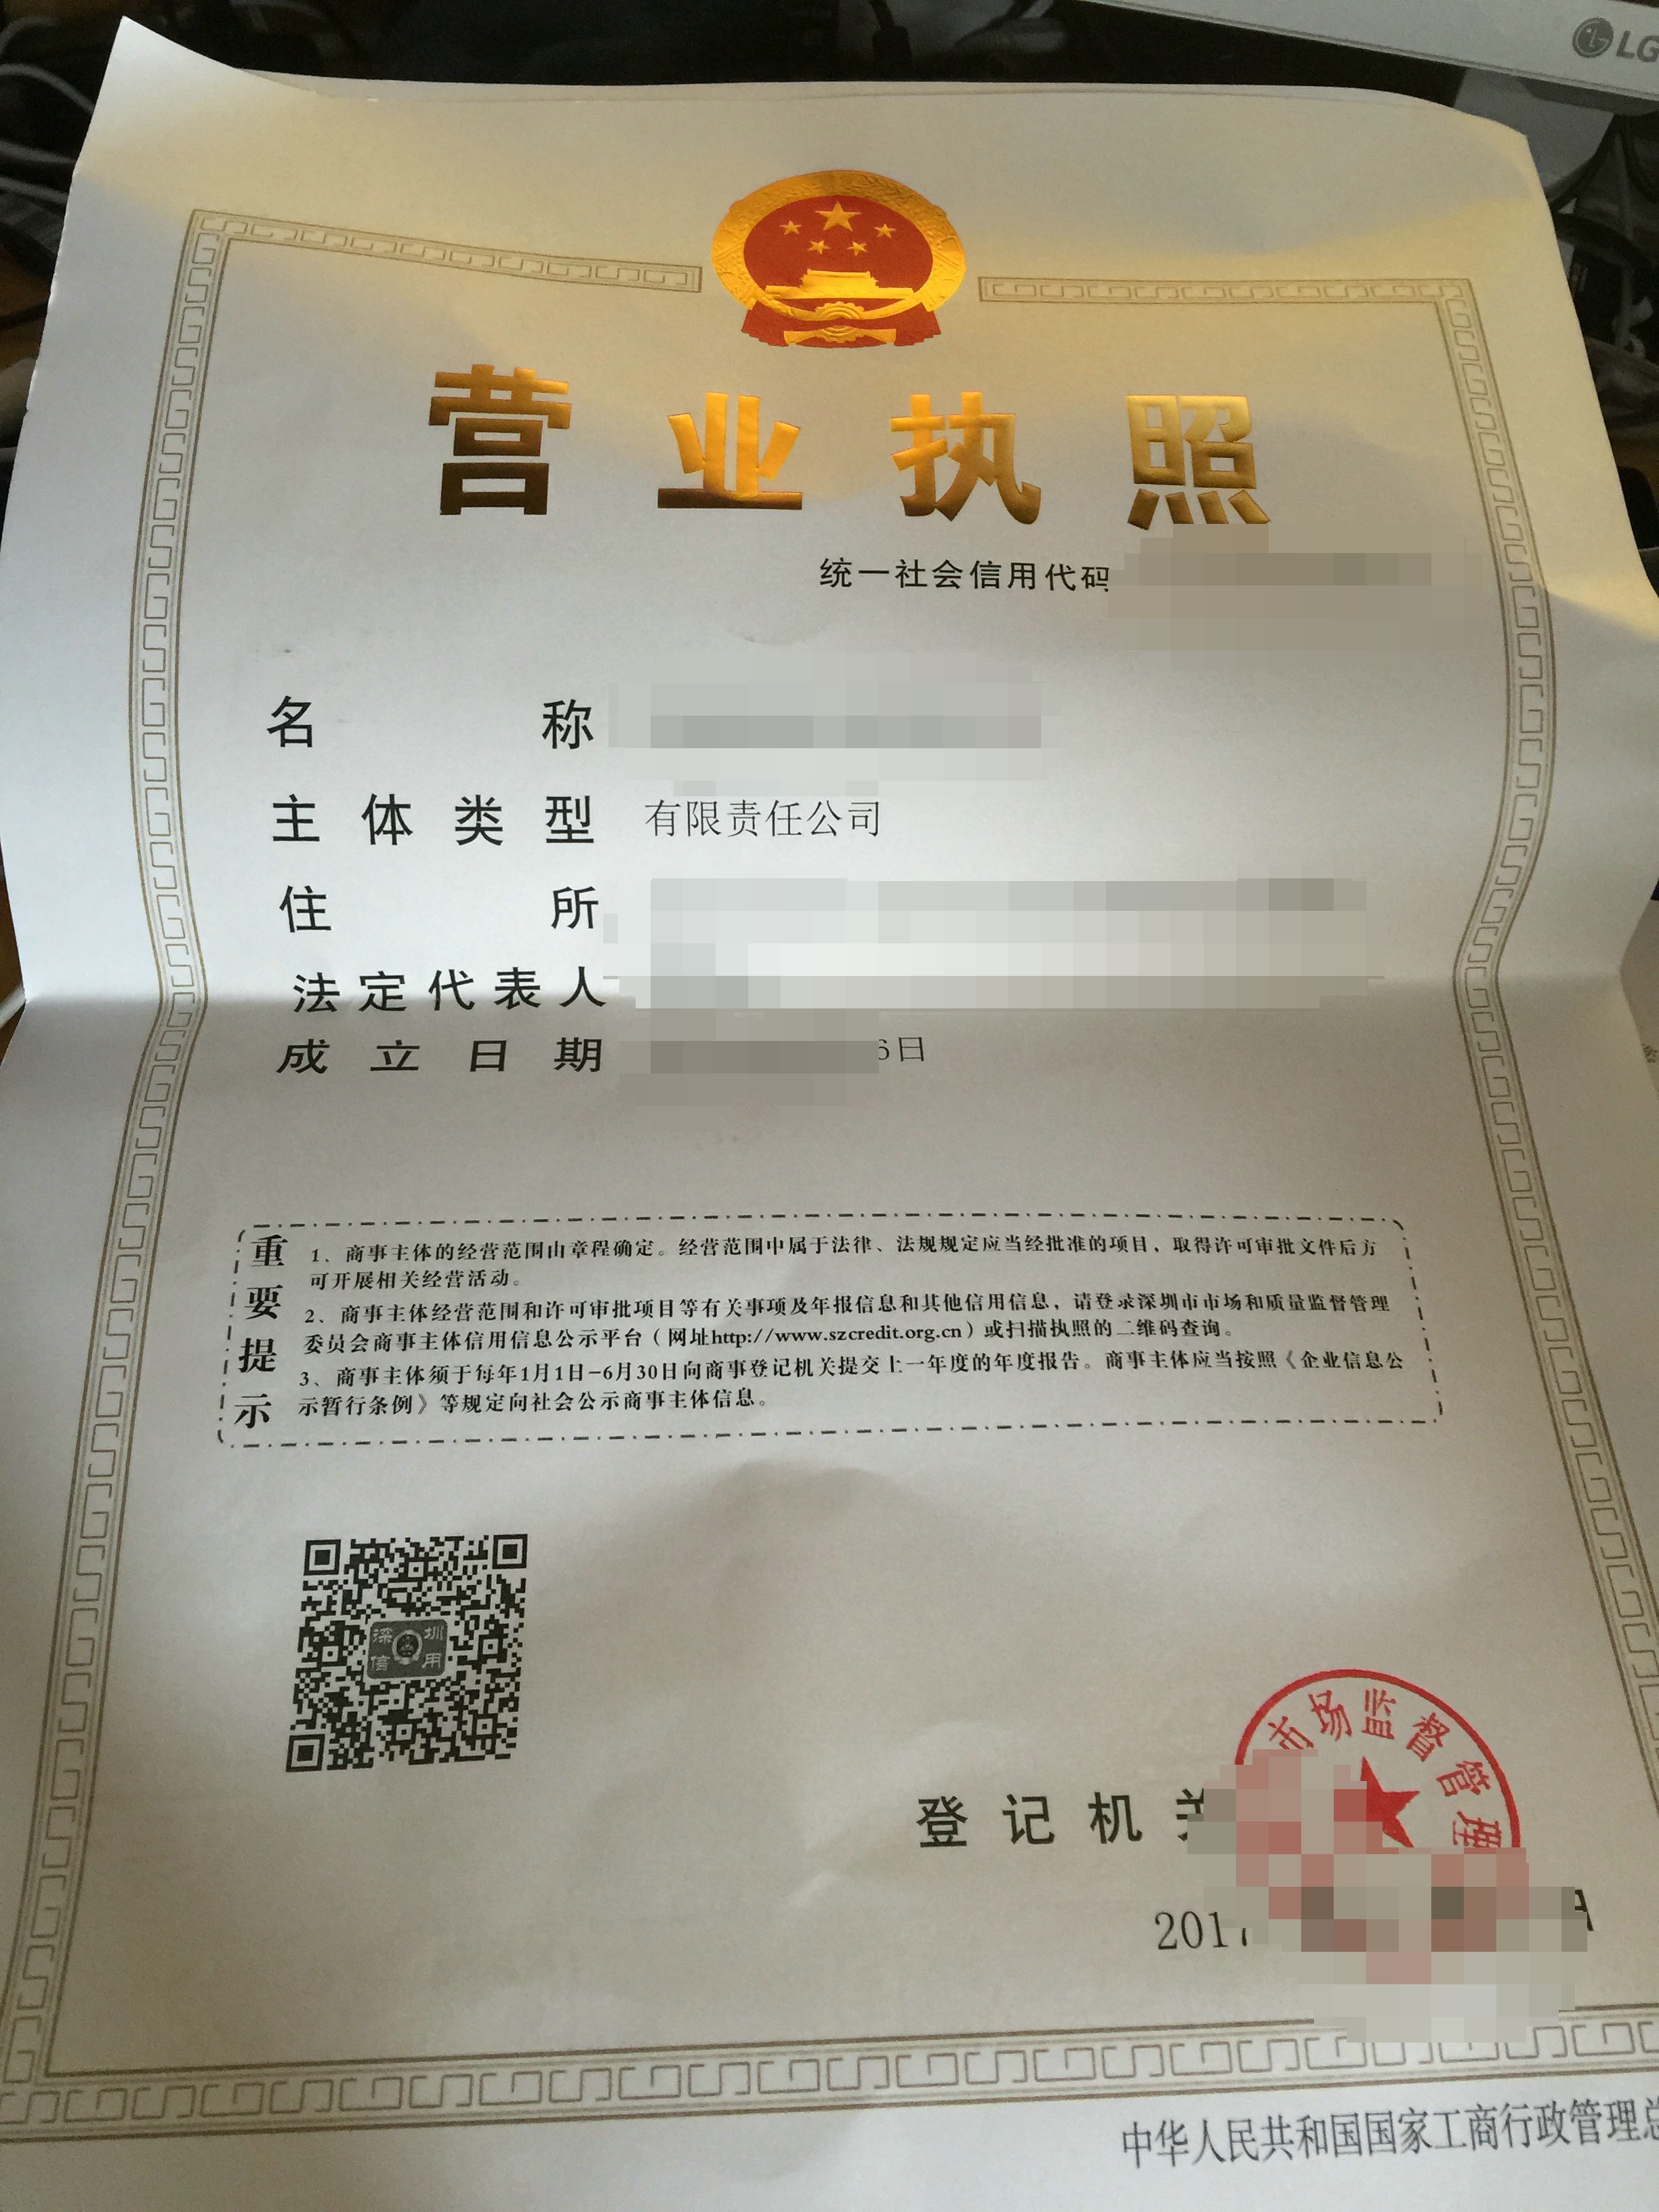 LG
营业执照
统一社会信用代码
名称
主体类型 有限责任公司
住所
法定代表人
成立日期 6日
重要提示
1、商事主体的经营范围由章程确定。经营范围中属于法律、法规规定应当经批准的项目，取得许可审批文件后方
可开展相关经营活动。
2、商事主体经营范围和许可审批项目等有关事项及年报信息和其他信用信息，请登录深圳市市场和质量监督管理
委员会商事主体信用信息公示平台（网址http://www.szcredit.org.cn）或扫描执照的二维码查询。
3、商事主体须于每年1月1日-6月30日向商事登记机关提交上一年度的年度报告。商事主体应当按照《企业信息公
示暂行条例》等规定向社会公示商事主体信息。
深圳
信用
市场监督管理
登记机关
201
中华人民共和国国家工商行政管理总